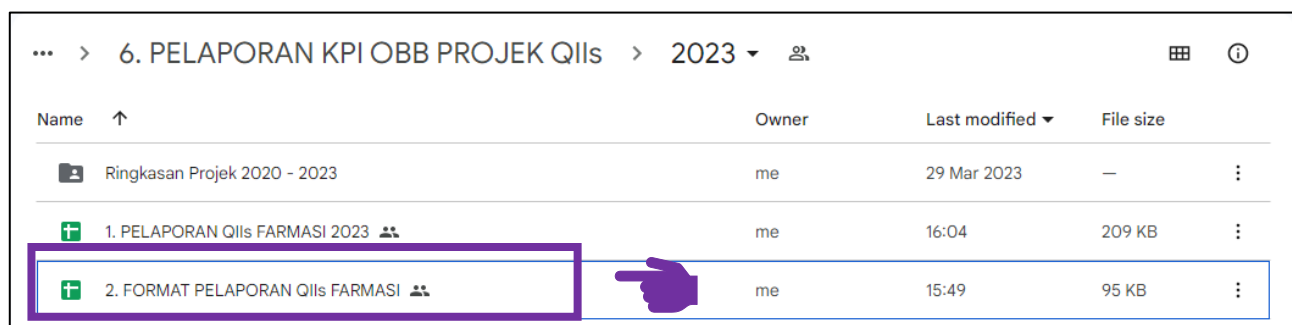 ... > 6. PELAPORAN KPI OBB PROJEK QIIs > 2023
Name Owner Last modified File size
Ringkasan Projek 2020 - 2023 me 29 Mar 2023 —
1. PELAPORAN QIIs FARMASI 2023 me 16:04 209 KB
2. FORMAT PELAPORAN QIIs FARMASI me 15:49 95 KB